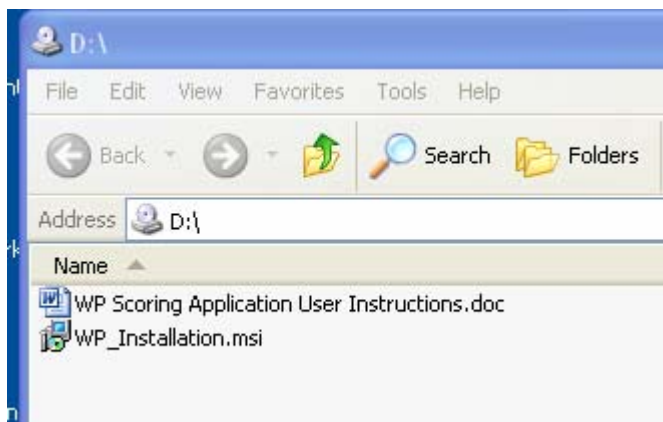 D:\
File Edit View Favorites Tools Help
Back Search Folders
Address D:\
Name
WP Scoring Application User Instructions.doc
WP_Installation.msi